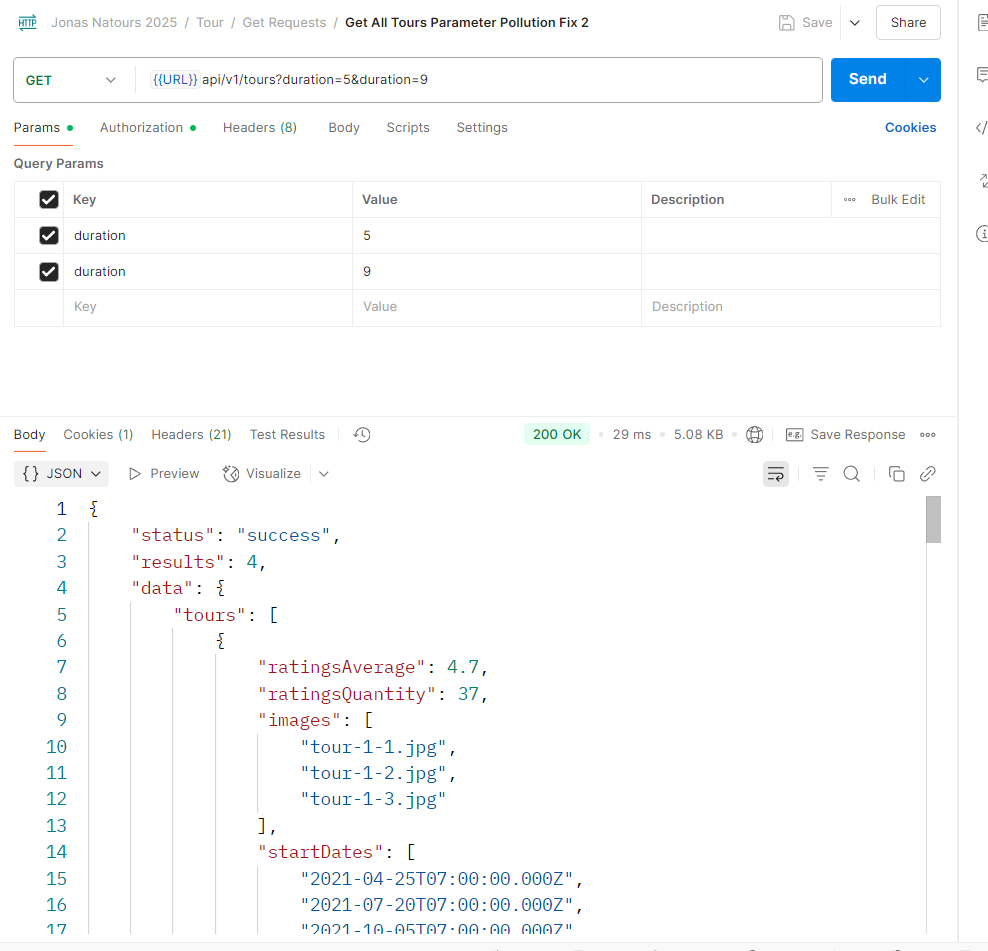 HTTP Jonas Natours 2025 / Tour / Get Requests / Get All Tours Parameter Pollution Fix 2 Save Share
GET {{URL}} api/v1/tours?duration=5&duration=9 Send
Params Authorization Headers (8) Body Scripts Settings Cookies
Query Params
Key Value Description Bulk Edit
duration 5
duration 9
Key Value Description
Body Cookies (1) Headers (21) Test Results 200 OK 29 ms 5.08 KB e.g. Save Response
{} JSON Preview Visualize
1 {
2 "status": "success",
3 "results": 4,
4 "data": {
5 "tours": [
6 {
7 "ratingsAverage": 4.7,
8 "ratingsQuantity": 37,
9 "images": [
10 "tour-1-1.jpg",
11 "tour-1-2.jpg",
12 "tour-1-3.jpg"
13 ],
14 "startDates": [
15 "2021-04-25T07:00:00.000Z",
16 "2021-07-20T07:00:00.000Z",
17 "2021-10-05T07:00:00.000Z"